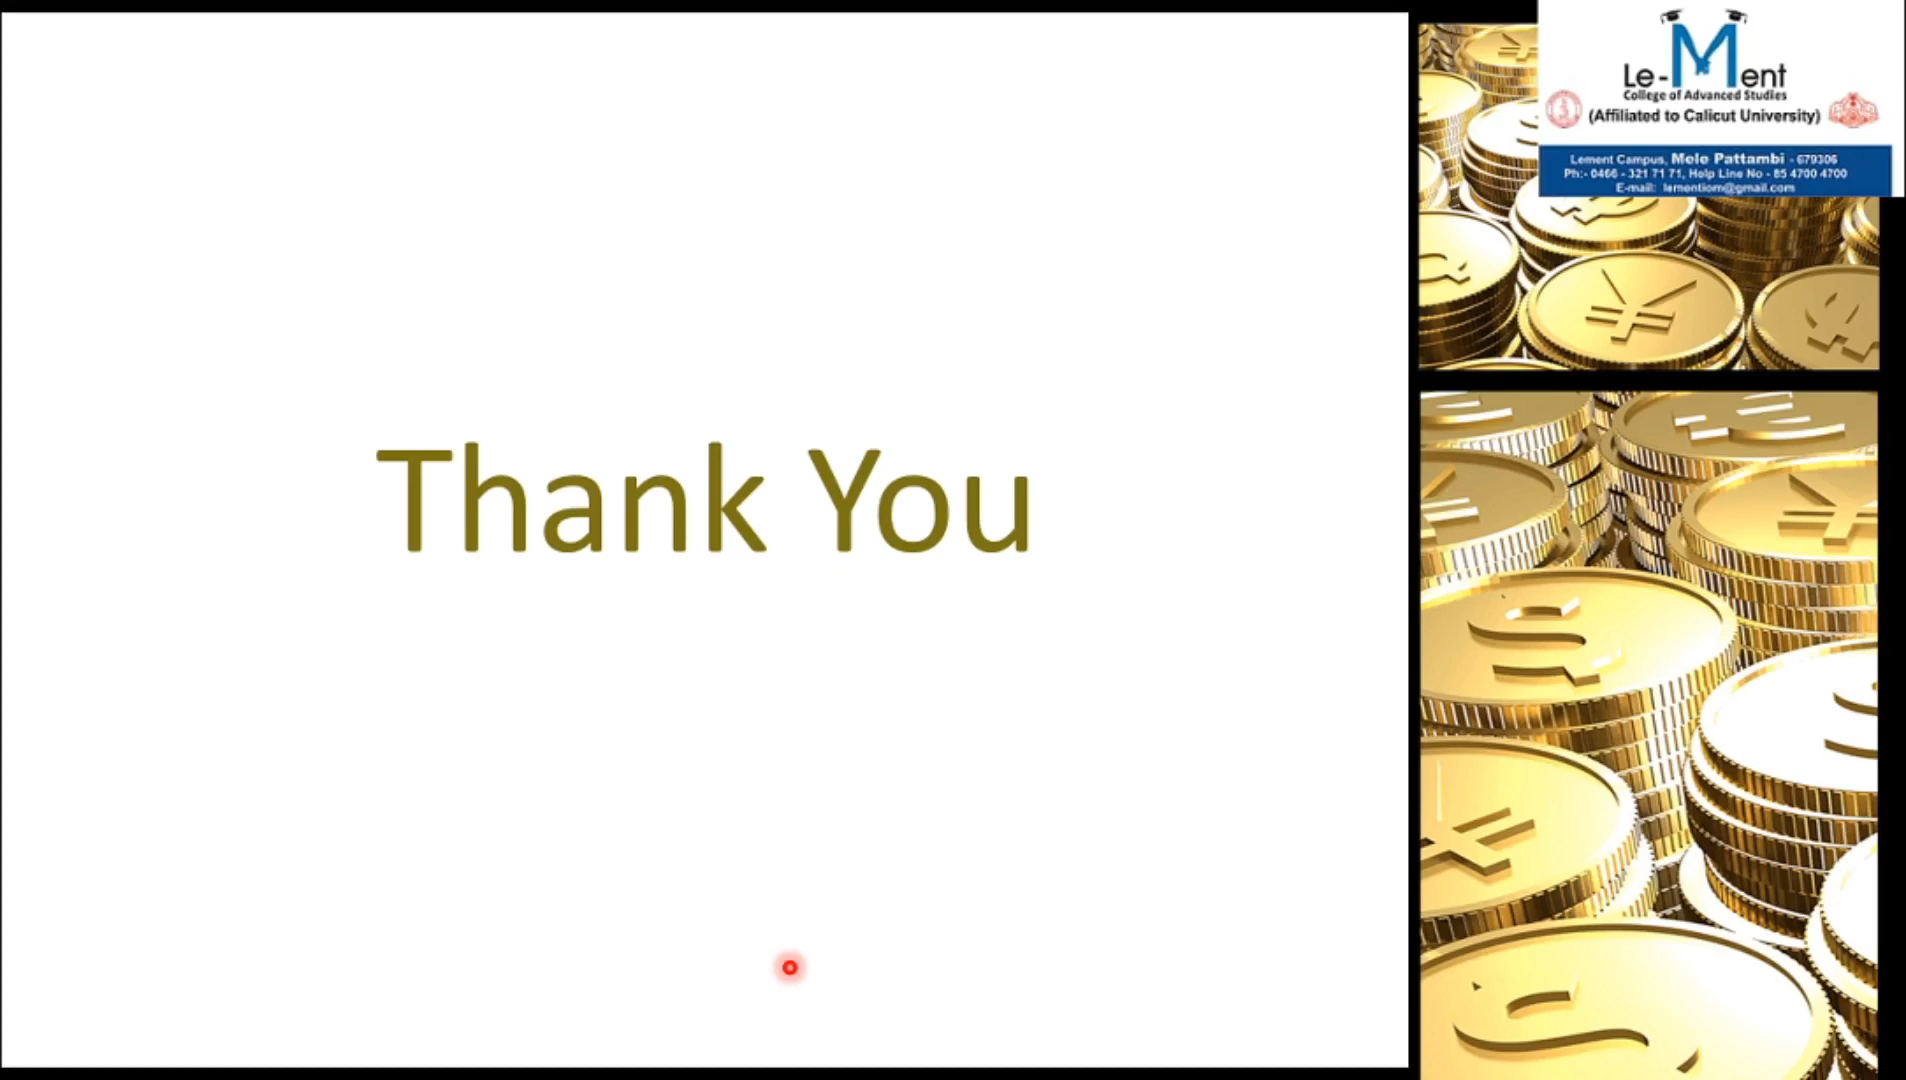 Thank You
Le-Ment
College of Advanced Studies
(Affiliated to Calicut University)
Lement Campus, Mele Pattambi - 679306
Ph:- 0466 - 321 71 71, Help Line No - 85 4700 4700
E-mail: lementiom@gmail.com